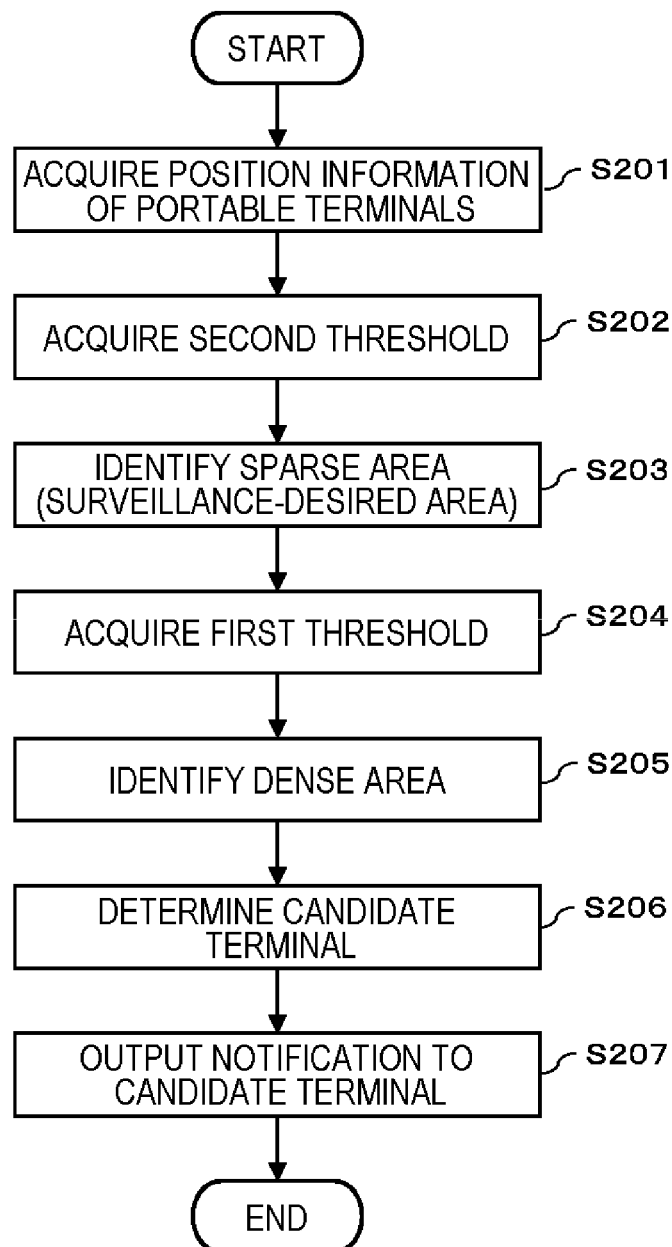 START
ACQUIRE POSITION INFORMATION
OF PORTABLE TERMINALS
S201
ACQUIRE SECOND THRESHOLD
S202
IDENTIFY SPARSE AREA
(SURVEILLANCE-DESIRED AREA)
S203
ACQUIRE FIRST THRESHOLD
S204
IDENTIFY DENSE AREA
S205
DETERMINE CANDIDATE
TERMINAL
S206
OUTPUT NOTIFICATION TO
CANDIDATE TERMINAL
S207
END